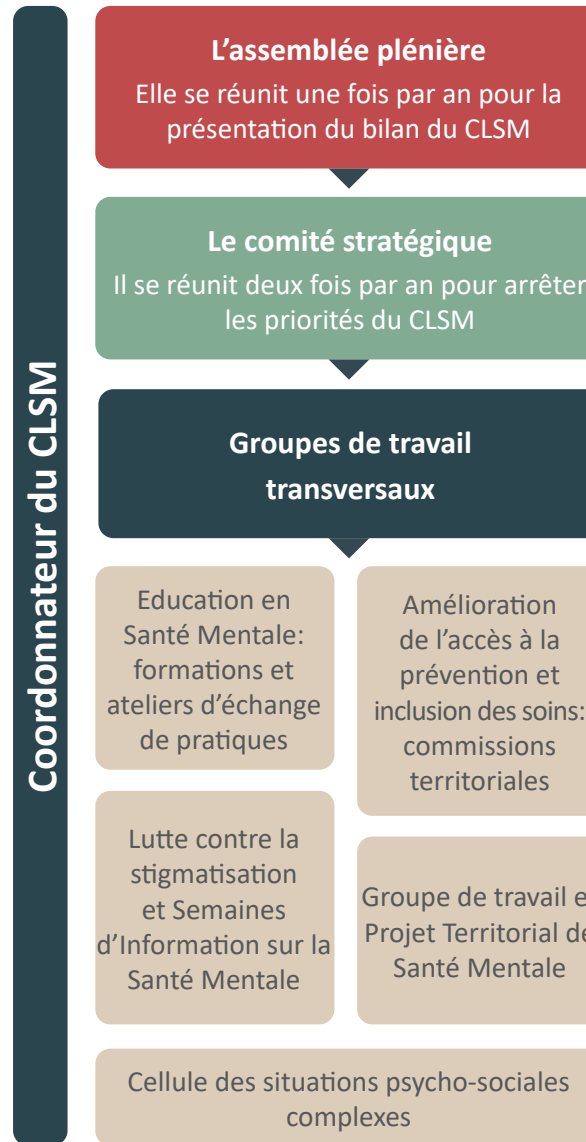 Coordonnateur du CLSM
L'assemblée plénière
Elle se réunit une fois par an pour la
présentation du bilan du CLSM
Le comité stratégique
Il se réunit deux fois par an pour arrêter
les priorités du CLSM
Groupes de travail
transversaux
Education en
Santé Mentale:
formations et
ateliers d'échange
de pratiques
Amélioration
de l'accès à la
prévention et
inclusion des soins:
commissions
territoriales
Lutte contre la
stigmatisation
et Semaines
d'Information sur la
Santé Mentale
Groupe de travail
Projet Territorial
Santé Mentale
Cellule des situations psycho-sociales
complexes